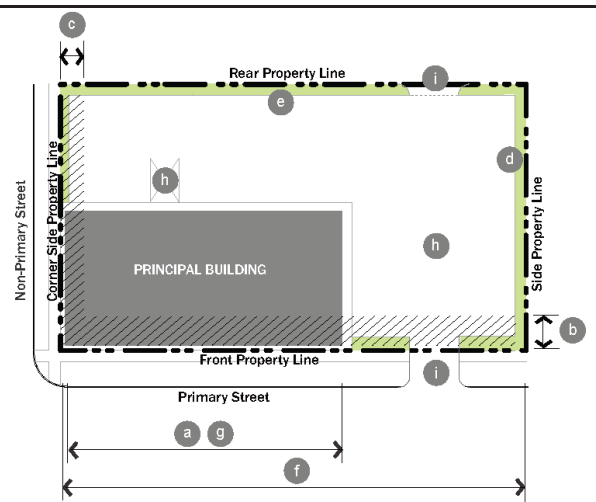 c
Rear Property Line
i
e
d
h
Non-Primary Street
Corner Side Property Line
Side Property Line
h
PRINCIPAL BUILDING
b
Front Property Line
i
Primary Street
a g
f